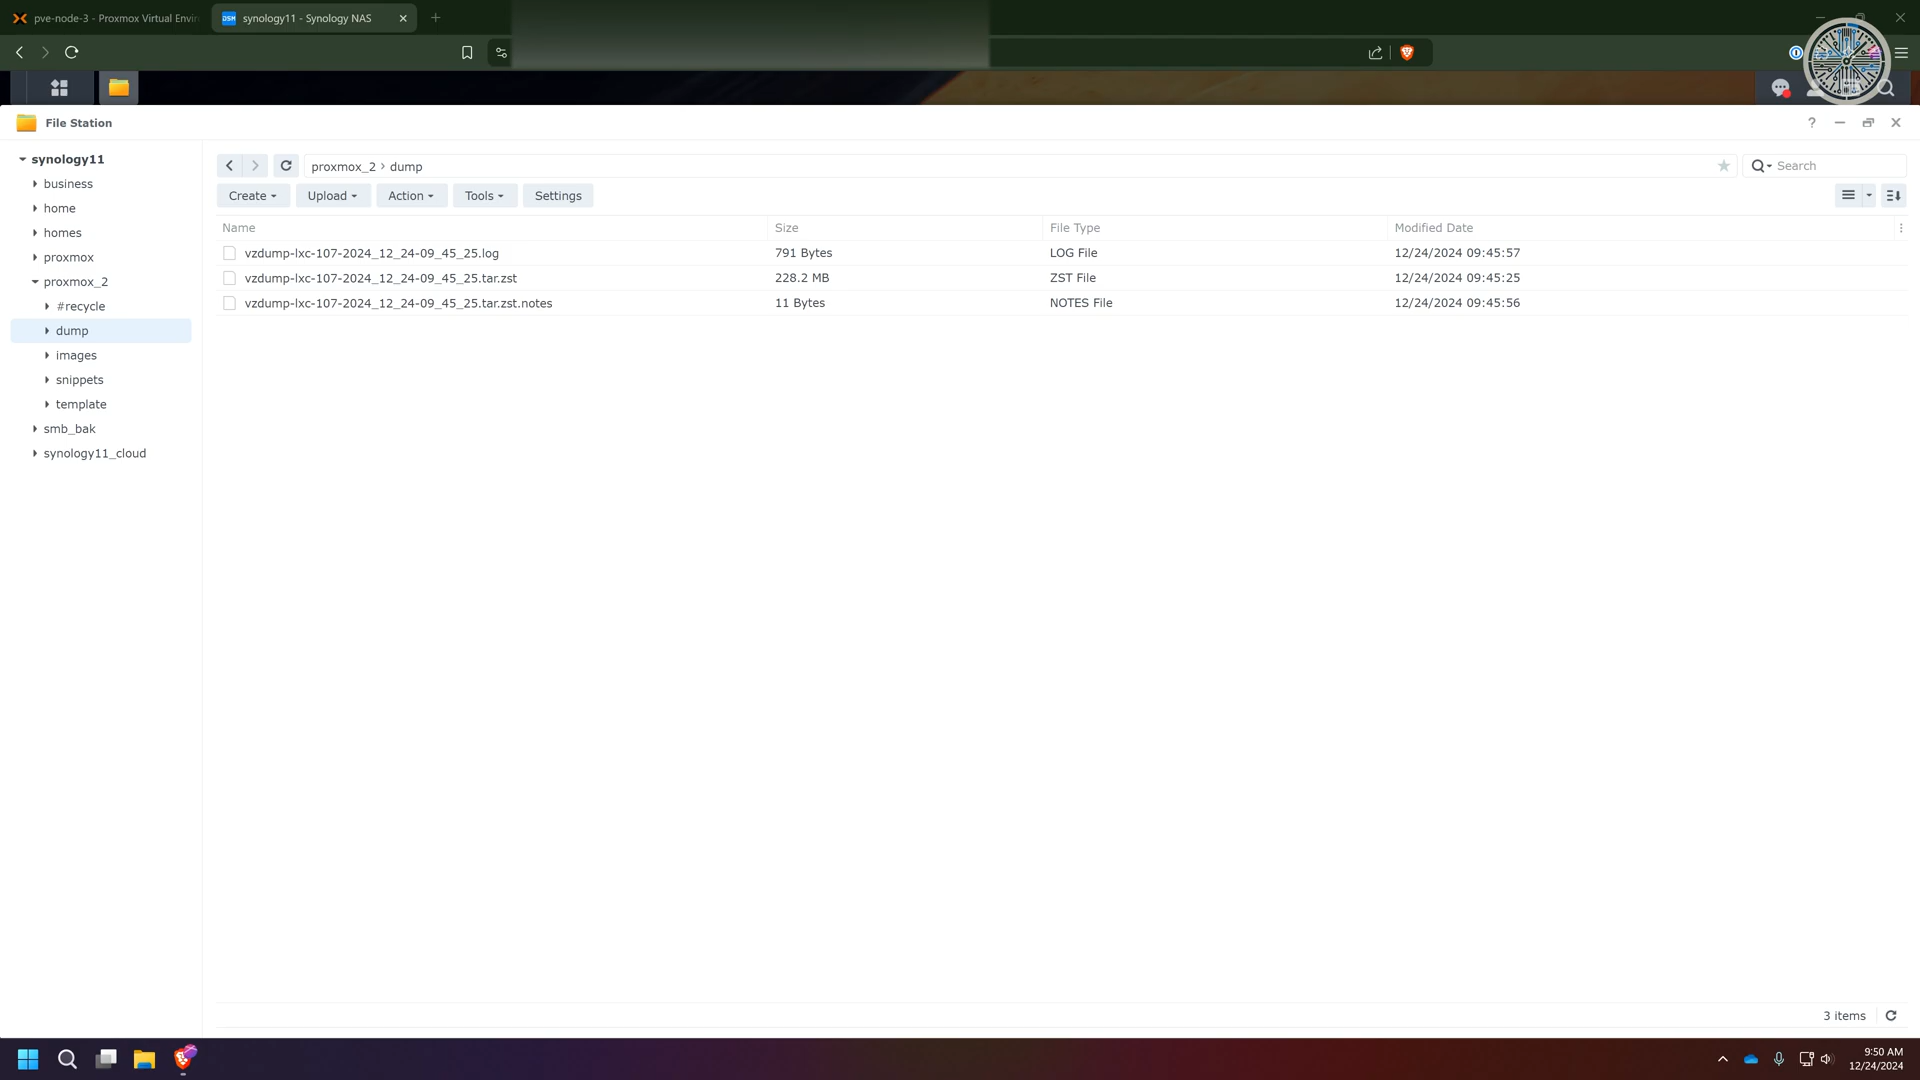 pve-node-3 - Proxmox Virtual Envir
DSM synology11 - Synology NAS
File Station
synology11
business
home
homes
proxmox
proxmox_2
#recycle
dump
images
snippets
template
smb_bak
synology11_cloud
proxmox_2 › dump
Search
Create
Upload
Action
Tools
Settings
Name Size File Type Modified Date
vzdump-lxc-107-2024_12_24-09_45_25.log 791 Bytes LOG File 12/24/2024 09:45:57
vzdump-lxc-107-2024_12_24-09_45_25.tar.zst 228.2 MB ZST File 12/24/2024 09:45:25
vzdump-lxc-107-2024_12_24-09_45_25.tar.zst.notes 11 Bytes NOTES File 12/24/2024 09:45:56
3 items
9:50 AM
12/24/2024